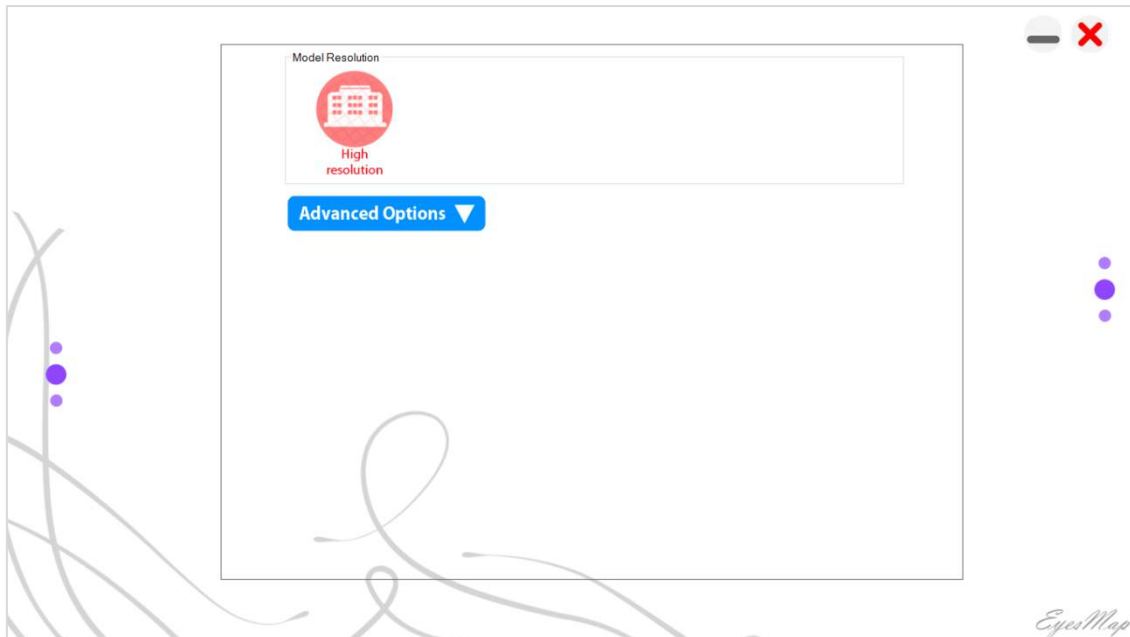 Model Resolution
High
resolution
Advanced Options
EyesMap